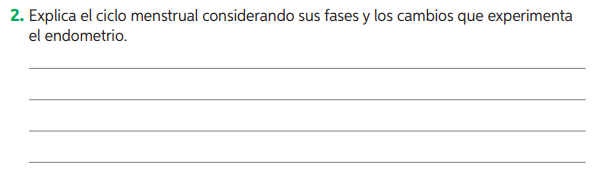 2. Explica el ciclo menstrual considerando sus fases y los cambios que experimenta
el endometrio.